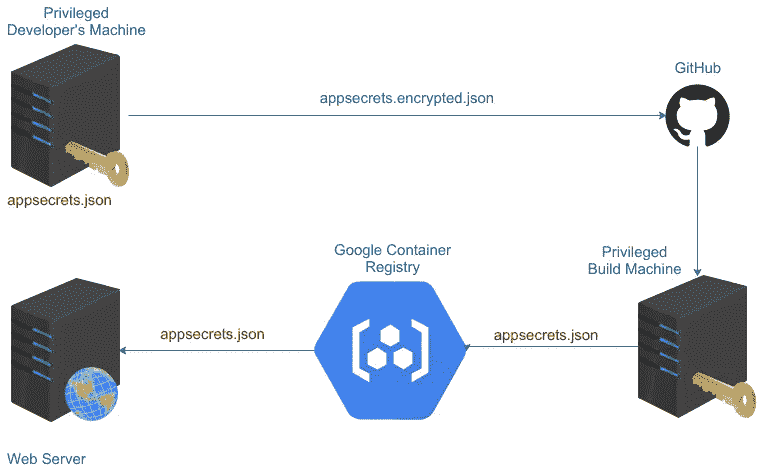 Privileged
Developer's Machine
GitHub
appsecrets.encrypted.json
appsecrets.json
Google Container
Registry
Privileged
Build Machine
appsecrets.json
appsecrets.json
Web Server